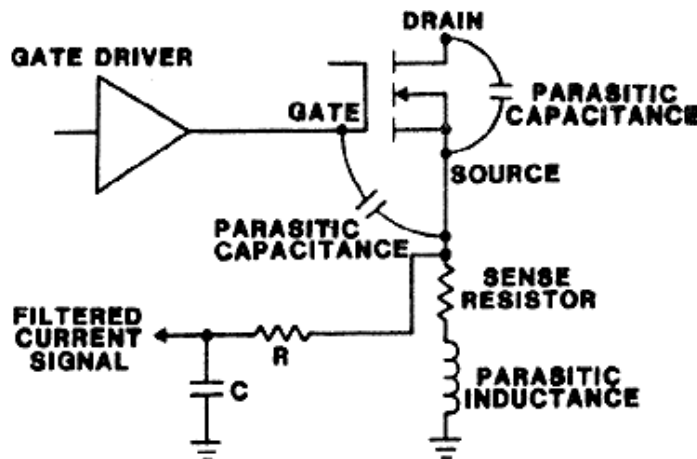 DRAIN
GATE DRIVER
GATE
PARASITIC
CAPACITANCE
SOURCE
PARASITIC
CAPACITANCE
SENSE
RESISTOR
FILTERED
CURRENT
SIGNAL
R
C
PARASITIC
INDUCTANCE